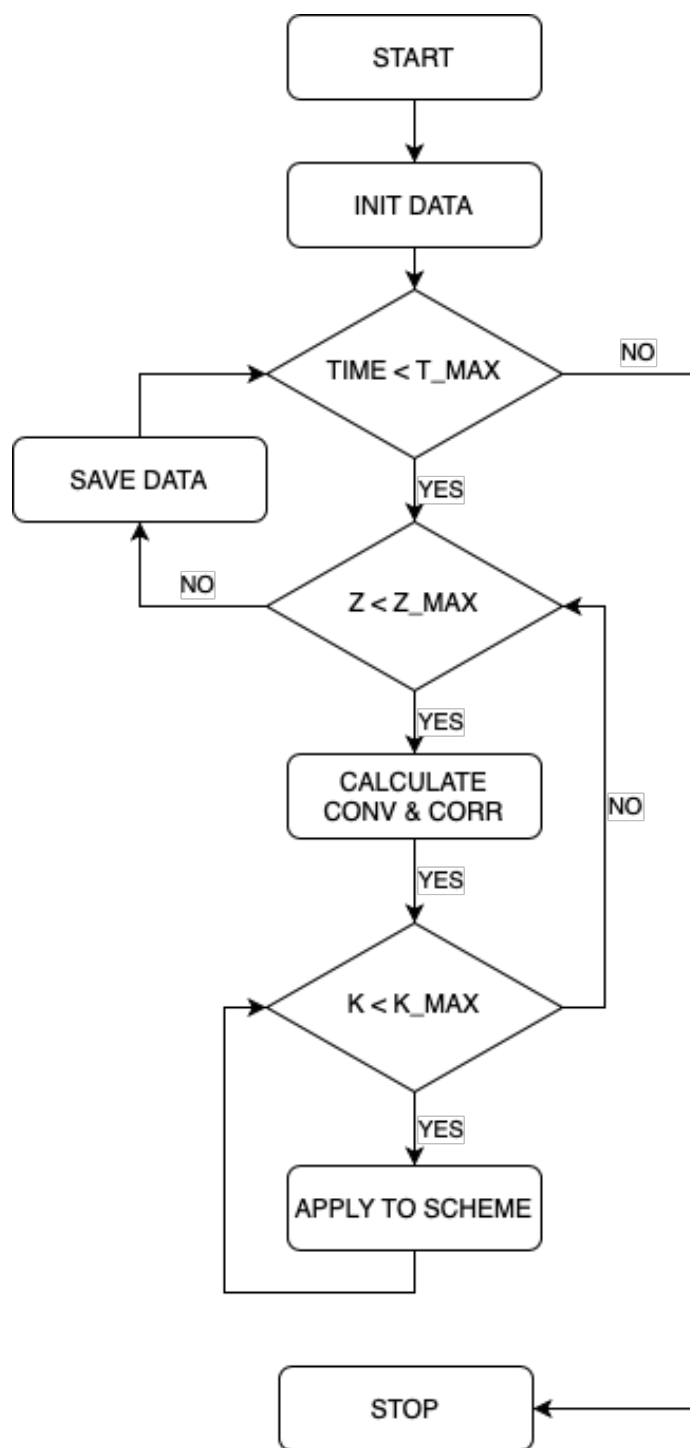 START
INIT DATA
TIME < T_MAX
NO
SAVE DATA
YES
NO
Z < Z_MAX
YES
CALCULATE
CONV & CORR
NO
YES
K < K_MAX
YES
APPLY TO SCHEME
STOP